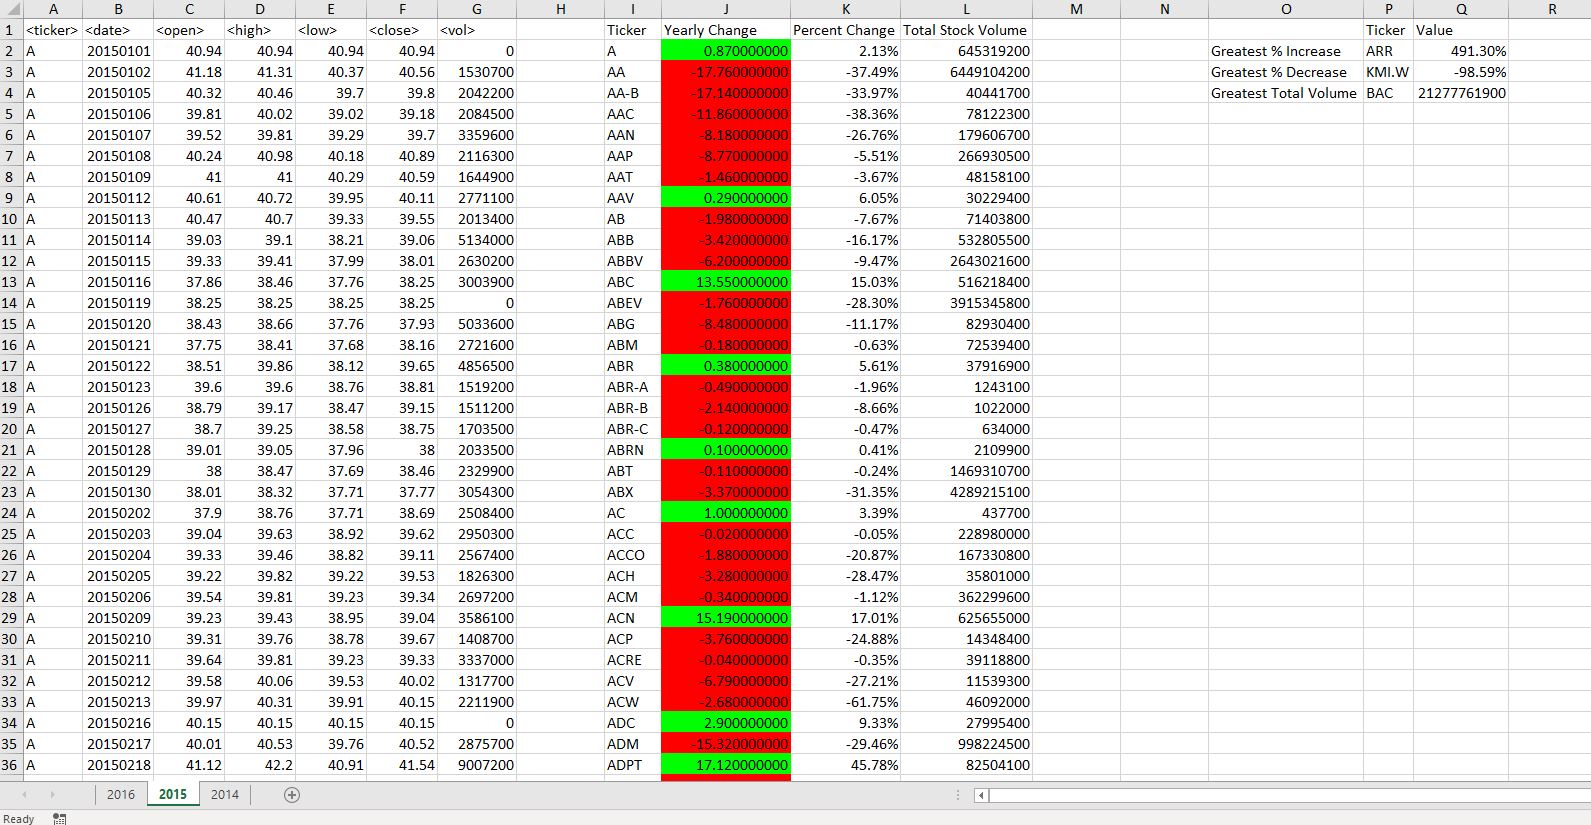 A B C D E F G H I J K L M N O P Q R
1 <ticker> <date> <open> <high> <low> <close> <vol> Ticker Yearly Change Percent Change Total Stock Volume Ticker Value
2 A 20150101 40.94 40.94 40.94 40.94 0 A 0.870000000 2.13% 645319200 Greatest % Increase ARR 491.30%
3 A 20150102 41.18 41.31 40.37 40.56 1530700 AA -17.760000000 -37.49% 6449104200 Greatest % Decrease KMI.W -98.59%
4 A 20150105 40.32 40.46 39.7 39.8 2042200 AA-B -17.140000000 -33.97% 40441700 Greatest Total Volume BAC 21277761900
5 A 20150106 39.81 40.02 39.02 39.18 2084500 AAC -11.860000000 -38.36% 78122300
6 A 20150107 39.52 39.81 39.29 39.7 3359600 AAN -8.180000000 -26.76% 179606700
7 A 20150108 40.24 40.98 40.18 40.89 2116300 AAP -8.770000000 -5.51% 266930500
8 A 20150109 41 41 40.29 40.59 1644900 AAT -1.460000000 -3.67% 48158100
9 A 20150112 40.61 40.72 39.95 40.11 2771100 AAV 0.290000000 6.05% 30229400
10 A 20150113 40.47 40.7 39.33 39.55 2013400 AB -1.980000000 -7.67% 71403800
11 A 20150114 39.03 39.1 38.21 39.06 5134000 ABB -3.420000000 -16.17% 532805500
12 A 20150115 39.33 39.41 37.99 38.01 2630200 ABBV -6.200000000 -9.47% 2643021600
13 A 20150116 37.86 38.46 37.76 38.25 3003900 ABC 13.550000000 15.03% 516218400
14 A 20150119 38.25 38.25 38.25 38.25 0 ABEV -1.760000000 -28.30% 3915345800
15 A 20150120 38.43 38.66 37.76 37.93 5033600 ABG -8.480000000 -11.17% 82930400
16 A 20150121 37.75 38.41 37.68 38.16 2721600 ABM -0.180000000 -0.63% 72539400
17 A 20150122 38.51 39.86 38.12 39.65 4856500 ABR 0.380000000 5.61% 37916900
18 A 20150123 39.6 39.6 38.76 38.81 1519200 ABR-A -0.490000000 -1.96% 1243100
19 A 20150126 38.79 39.17 38.47 39.15 1511200 ABR-B -2.140000000 -8.66% 1022000
20 A 20150127 38.7 39.25 38.58 38.75 1703500 ABR-C -0.120000000 -0.47% 634000
21 A 20150128 39.01 39.05 37.96 38 2033500 ABRN 0.100000000 0.41% 2109900
22 A 20150129 38 38.47 37.69 38.46 2329900 ABT -0.110000000 -0.24% 1469310700
23 A 20150130 38.01 38.32 37.71 37.77 3054300 ABX -3.370000000 -31.35% 4289215100
24 A 20150202 37.9 38.76 37.71 38.69 2508400 AC 1.000000000 3.39% 437700
25 A 20150203 39.04 39.63 38.92 39.62 2950300 ACC -0.020000000 -0.05% 228980000
26 A 20150204 39.33 39.46 38.82 39.11 2567400 ACCO -1.880000000 -20.87% 167330800
27 A 20150205 39.22 39.82 39.22 39.53 1826300 ACH -3.280000000 -28.47% 35801000
28 A 20150206 39.54 39.81 39.23 39.34 2697200 ACM -0.340000000 -1.12% 362299600
29 A 20150209 39.23 39.43 38.95 39.04 3586100 ACN 15.190000000 17.01% 625655000
30 A 20150210 39.31 39.76 38.78 39.67 1408700 ACP -3.760000000 -24.88% 14348400
31 A 20150211 39.64 39.81 39.23 39.33 3337000 ACRE -0.040000000 -0.35% 39118800
32 A 20150212 39.58 40.06 39.53 40.02 1317700 ACV -6.790000000 -27.21% 11539300
33 A 20150213 39.97 40.31 39.91 40.15 2211900 ACW -2.680000000 -61.75% 46092000
34 A 20150216 40.15 40.15 40.15 40.15 0 ADC 2.900000000 9.33% 27995400
35 A 20150217 40.01 40.53 39.76 40.52 2875700 ADM -15.320000000 -29.46% 998224500
36 A 20150218 41.12 42.2 40.91 41.54 9007200 ADPT 17.120000000 45.78% 82504100
2016 2015 2014
Ready